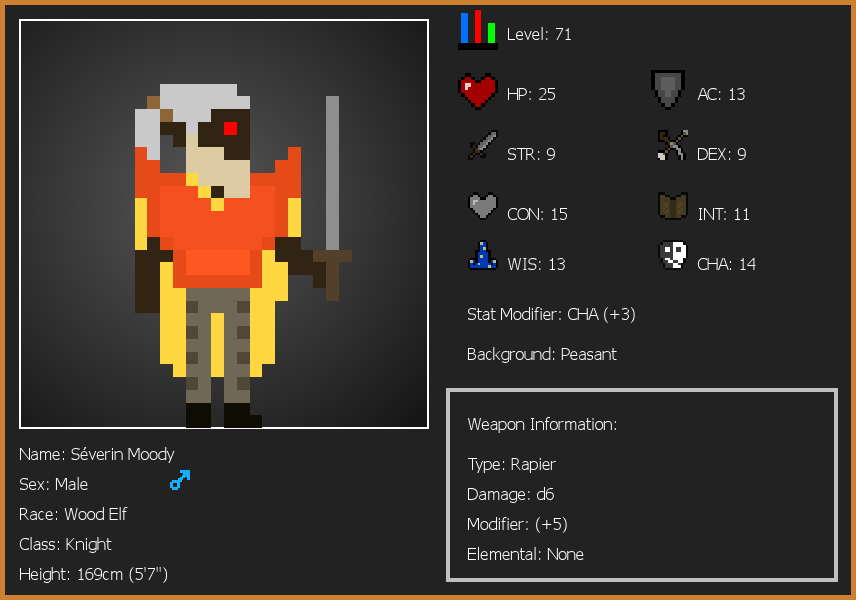 Level: 71
HP: 25
AC: 13
STR: 9
DEX: 9
CON: 15
INT: 11
WIS: 13
CHA: 14
Stat Modifier: CHA (+3)
Background: Peasant
Weapon Information:
Type: Rapier
Damage: d6
Modifier: (+5)
Elemental: None
Name: Séverin Moody
Sex: Male
Race: Wood Elf
Class: Knight
Height: 169cm (5'7")